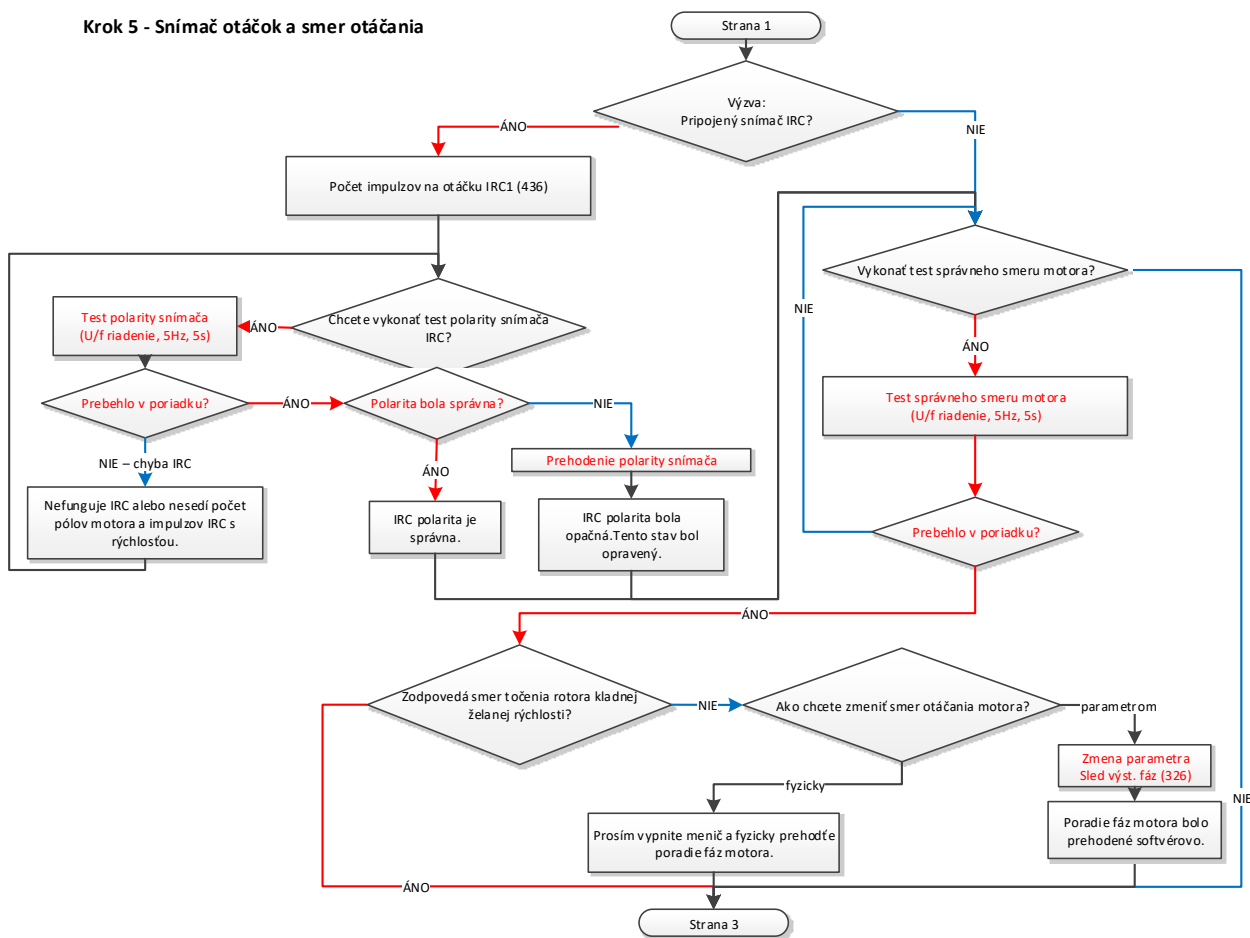 Krok 5 - Snímač otáčok a smer otáčania
Strana 1
Výzva:
Pripojený snímač IRC?
ÁNO
NIE
Počet impulzov na otáčku IRC1 (436)
Vykonať test správneho smeru motora?
NIE
NIE
Test polarity snímača
(U/f riadenie, 5Hz, 5s)
ÁNO
Chcete vykonať test polarity snímača
IRC?
ÁNO
Test správneho smeru motora
(U/f riadenie, 5Hz, 5s)
Prebehlo v poriadku?
ÁNO
Polarita bola správna?
NIE
NIE – chyba IRC
ÁNO
Prehodenie polarity snímača
Nefunguje IRC alebo nesedí počet
pólov motora a impulzov IRC s
rýchlosťou.
IRC polarita je
správna.
IRC polarita bola
opačná.Tento stav bol
opravený.
Prebehlo v poriadku?
ÁNO
Zodpovedá smer točenia rotora kladnej
želanej rýchlosti?
NIE
Ako chcete zmeniť smer otáčania motora?
parametrom
Zmena parametra
Sled výst. fáz (326)
fyzicky
NIE
Prosím vypnite menič a fyzicky prehoďte
poradie fáz motora.
Poradie fáz motora bolo
prehodené softvérovo.
ÁNO
Strana 3